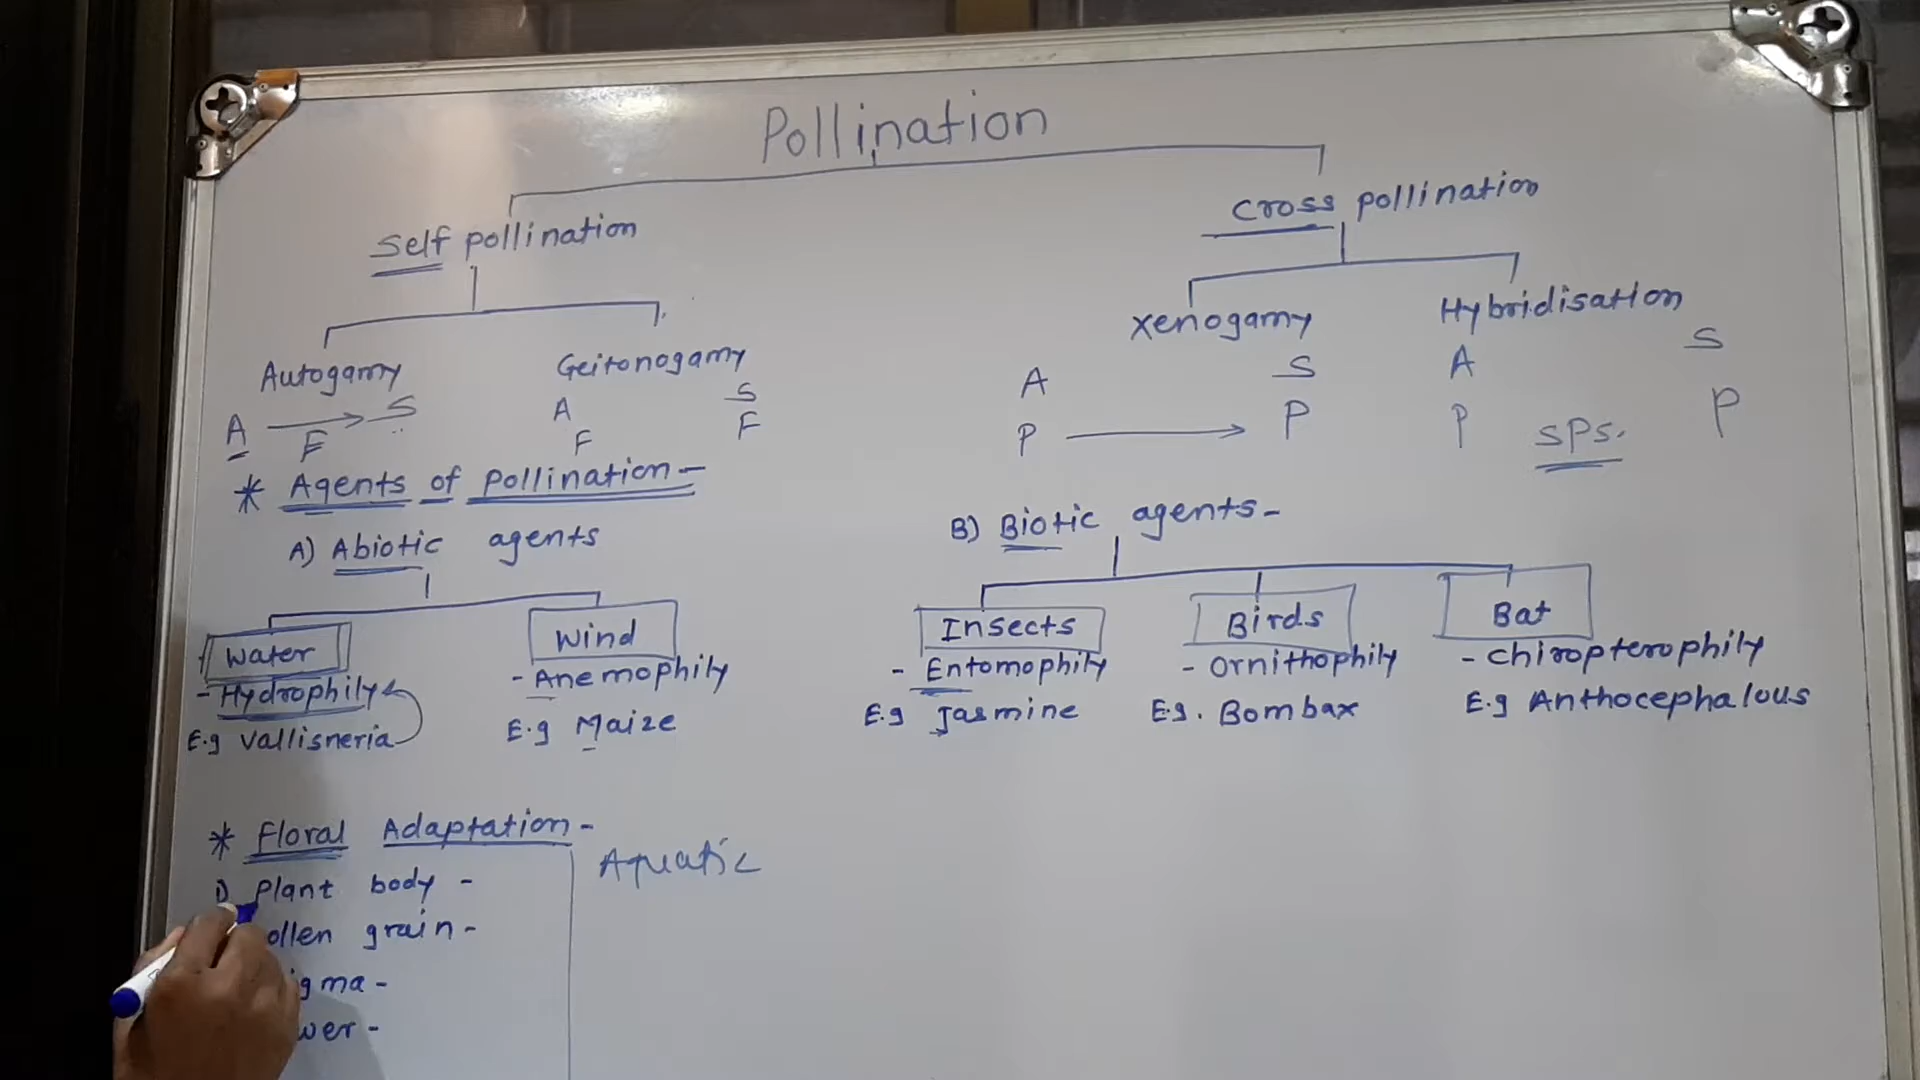 Pollination
Self pollination
Cross pollination
Autogamy
Geitonogamy
Xenogamy
Hybridisation
A S
F
A S
F F
A S
P P
A S
P sps. P
* Agents of pollination-
A) Abiotic agents
B) Biotic agents-
Water
Wind
Insects
Birds
Bat
- Hydrophily
- Anemophily
- Entomophily
- Ornithophily
- Chiropterophily
E.g Vallisneria
E.g Maize
E.g Jasmine
E.g. Bombax
E.g Anthocephalous
* Floral Adaptation-
1) Plant body -
Aquatic
ollen grain-
igma-
wer-